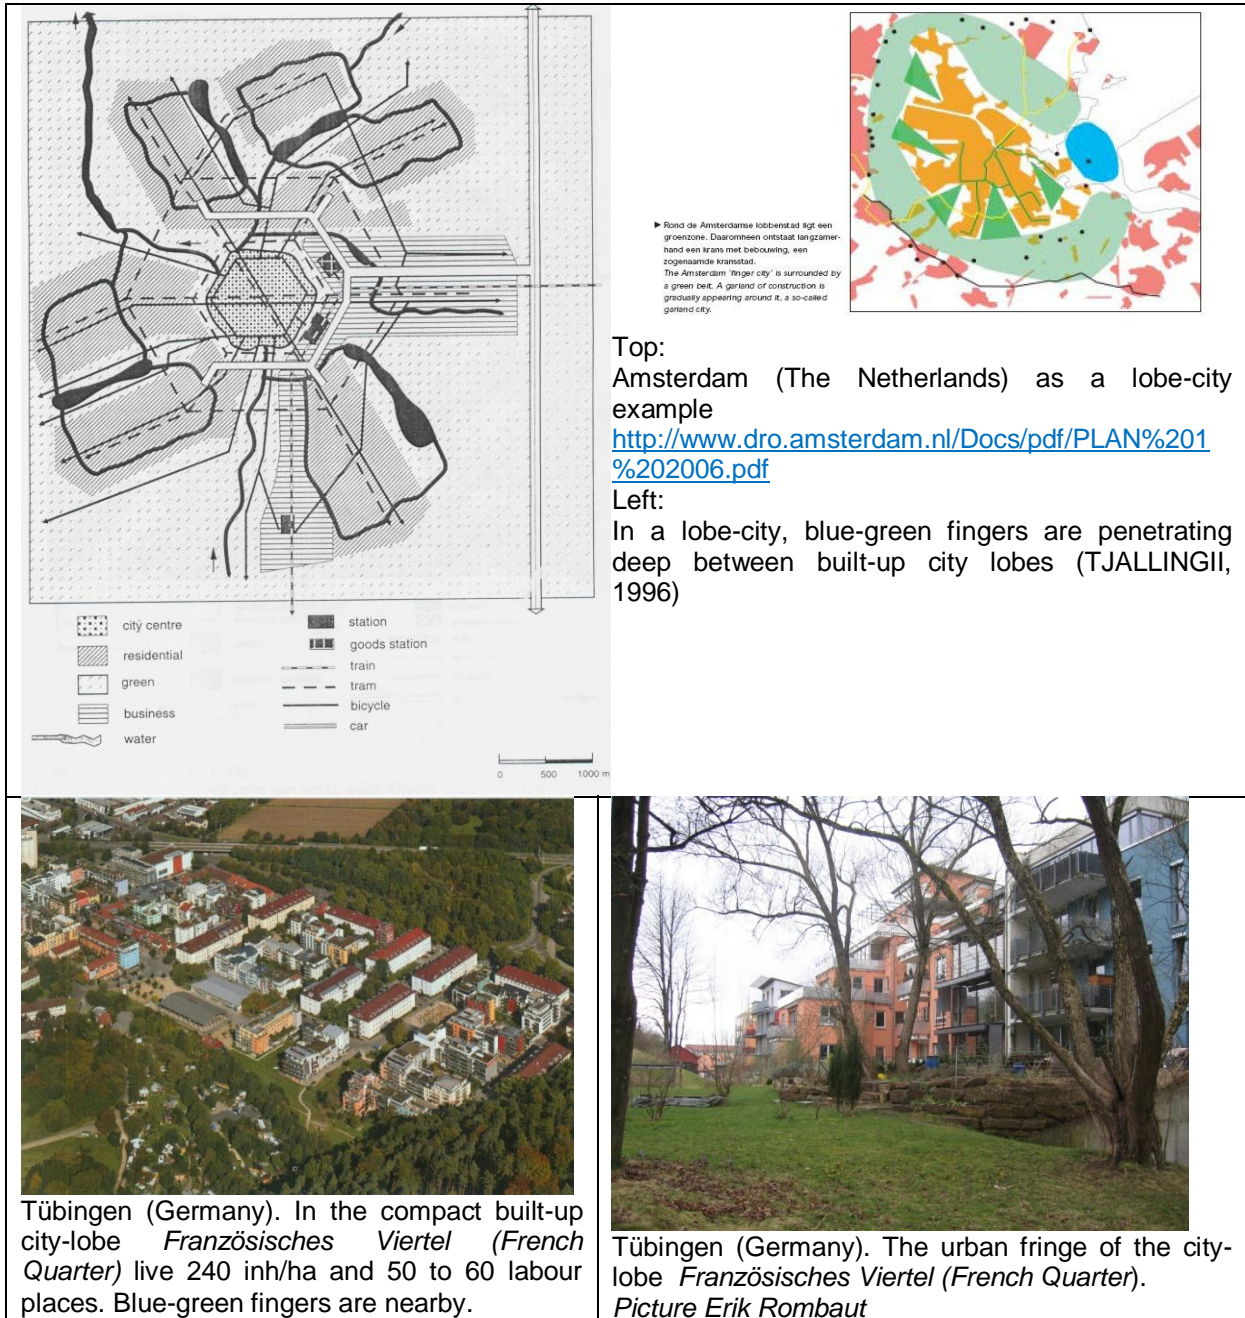 city centre
residential
green
business
water
station
goods station
train
tram
bicycle
car
0 500 1000 m
► Rond de Amsterdamse lobbenstad ligt een
groenzone. Daaromheen ontstaat langzamer-
hand een krans met bebouwing, een
zogenaamde kransstad.
The Amsterdam 'finger city' is surrounded by
a green belt. A garland of construction is
gradually appearing around it, a so-called
garland city.
Top:
Amsterdam (The Netherlands) as a lobe-city
example
http://www.dro.amsterdam.nl/Docs/pdf/PLAN%201
%202006.pdf
Left:
In a lobe-city, blue-green fingers are penetrating
deep between built-up city lobes (TJALLINGII,
1996)
Tübingen (Germany). In the compact built-up
city-lobe Französisches Viertel (French
Quarter) live 240 inh/ha and 50 to 60 labour
places. Blue-green fingers are nearby.
Tübingen (Germany). The urban fringe of the city-
lobe Französisches Viertel (French Quarter).
Picture Erik Rombaut